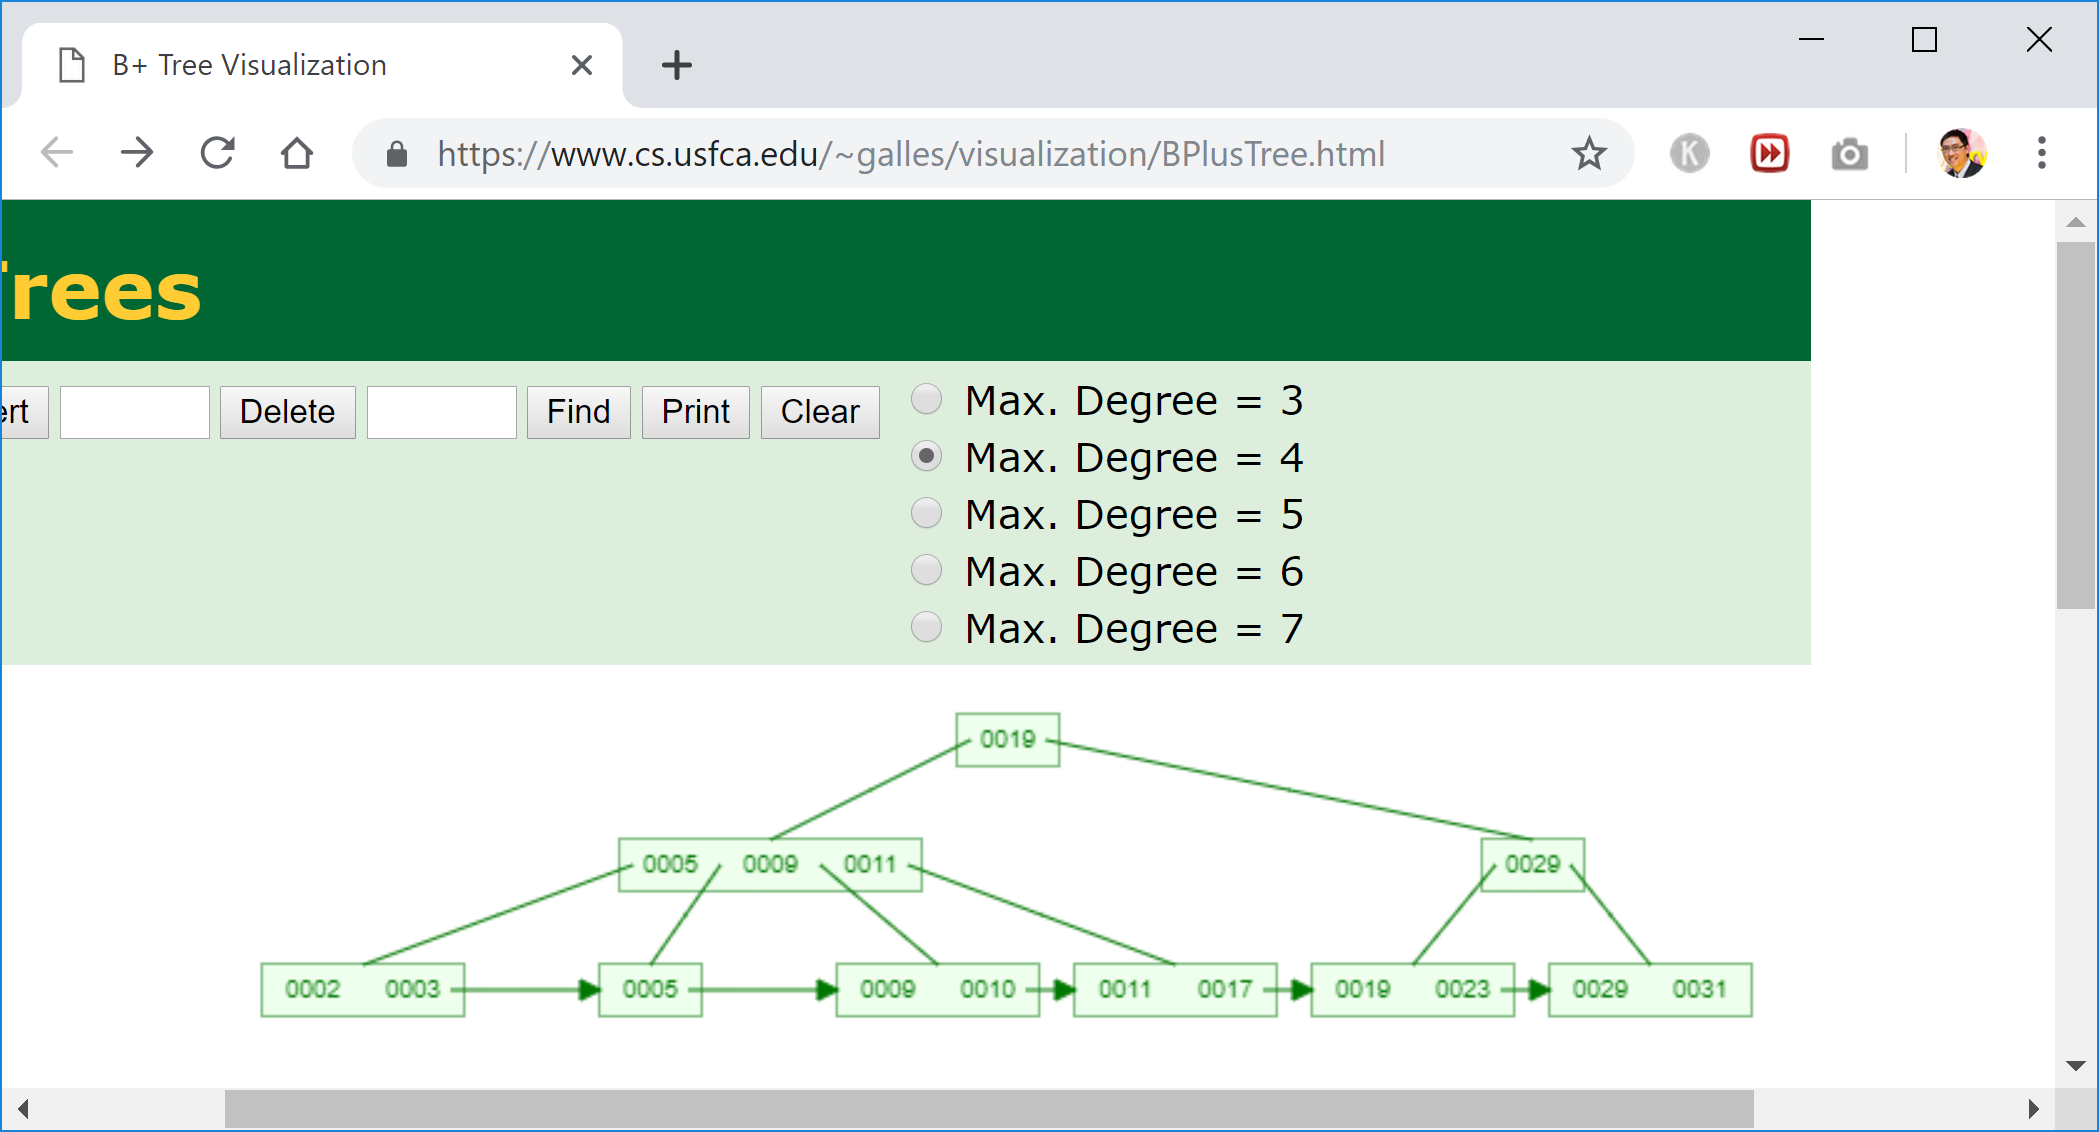 B+ Tree Visualization
https://www.cs.usfca.edu/~galles/visualization/BPlusTree.html
K
Trees
ert Delete Find Print Clear
Max. Degree = 3
Max. Degree = 4
Max. Degree = 5
Max. Degree = 6
Max. Degree = 7
0019
0005 0009 0011 0029
0002 0003 0005 0009 0010 0011 0017 0019 0023 0029 0031